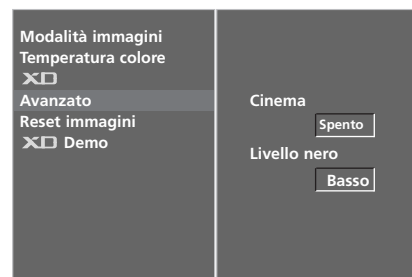 Modalità immagini
Temperatura colore
XD
Avanzato
Reset immagini
XD Demo
Cinema
Spento
Livello nero
Basso